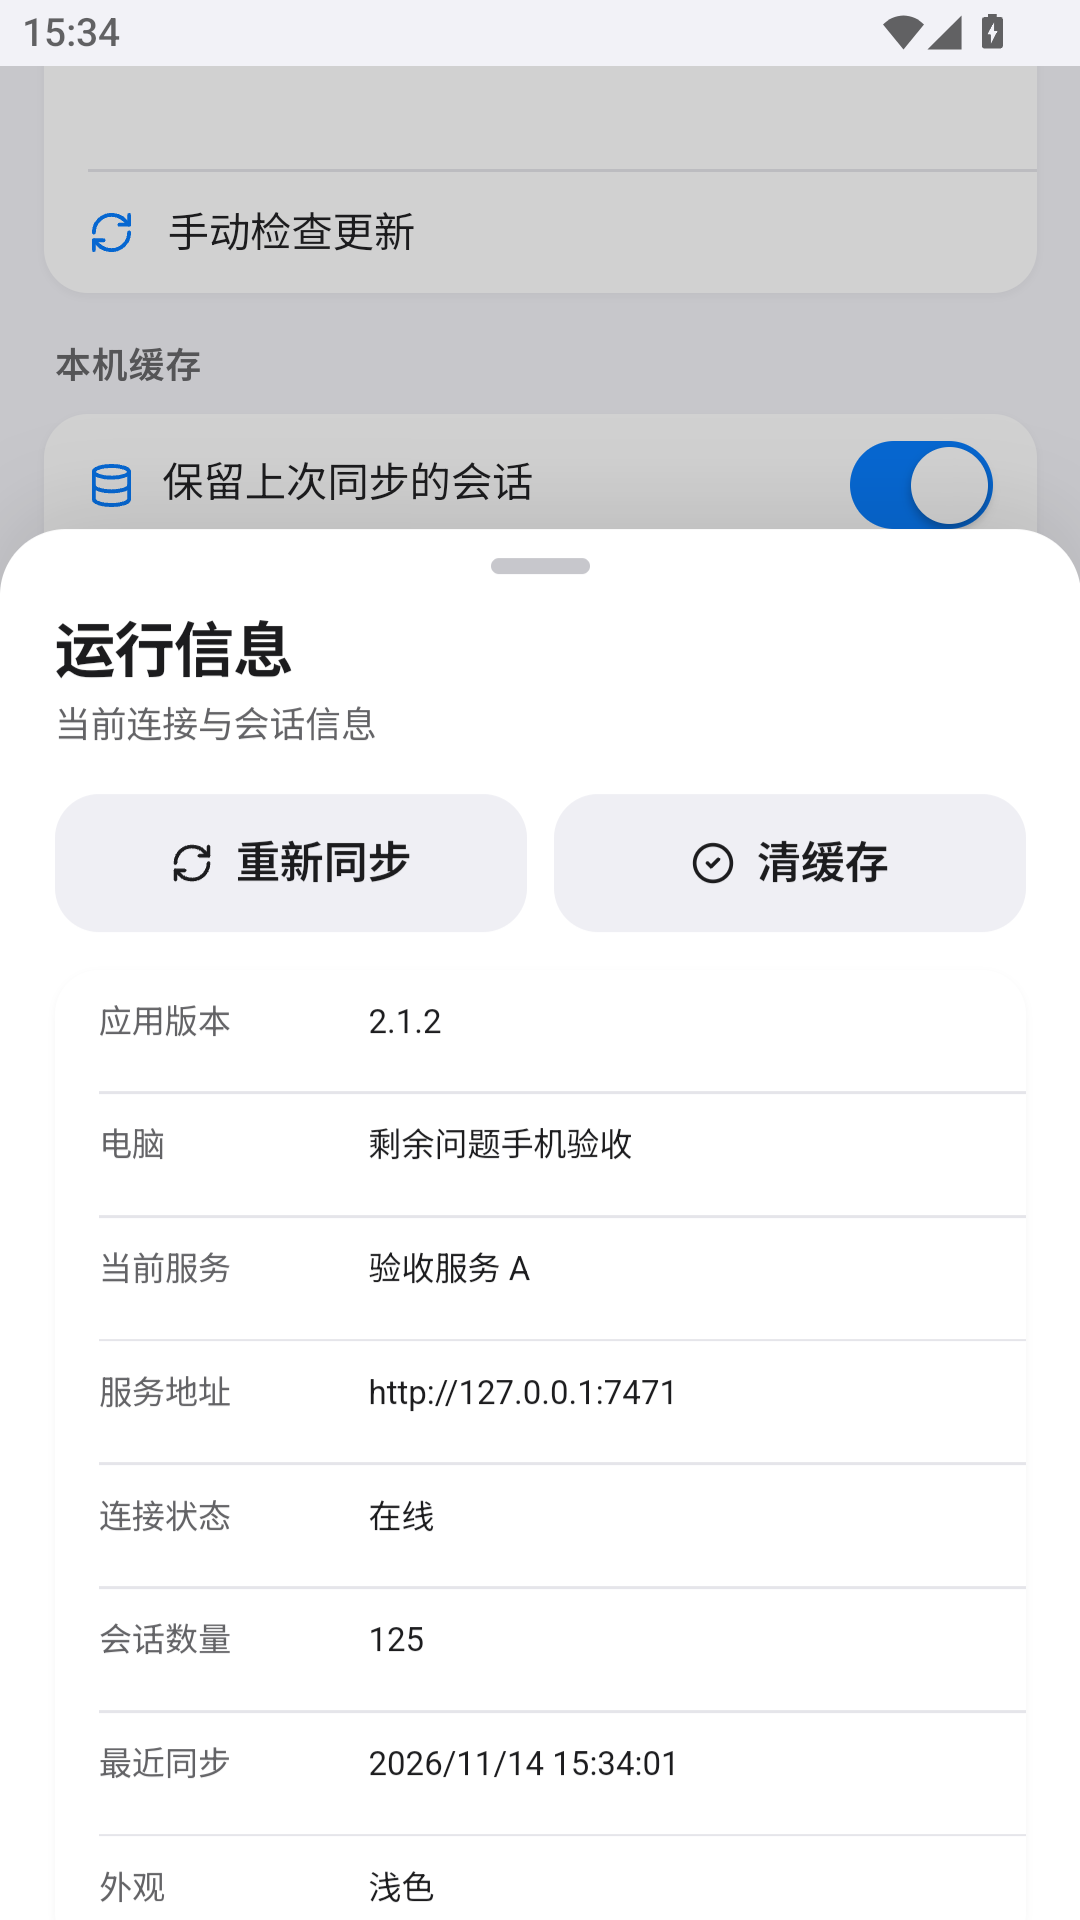 15:34
手动检查更新
本机缓存
保留上次同步的会话
运行信息
当前连接与会话信息
重新同步
清缓存
应用版本
2.1.2
电脑
剩余问题手机验收
当前服务
验收服务 A
服务地址
http://127.0.0.1:7471
连接状态
在线
会话数量
125
最近同步
2026/11/14 15:34:01
外观
浅色